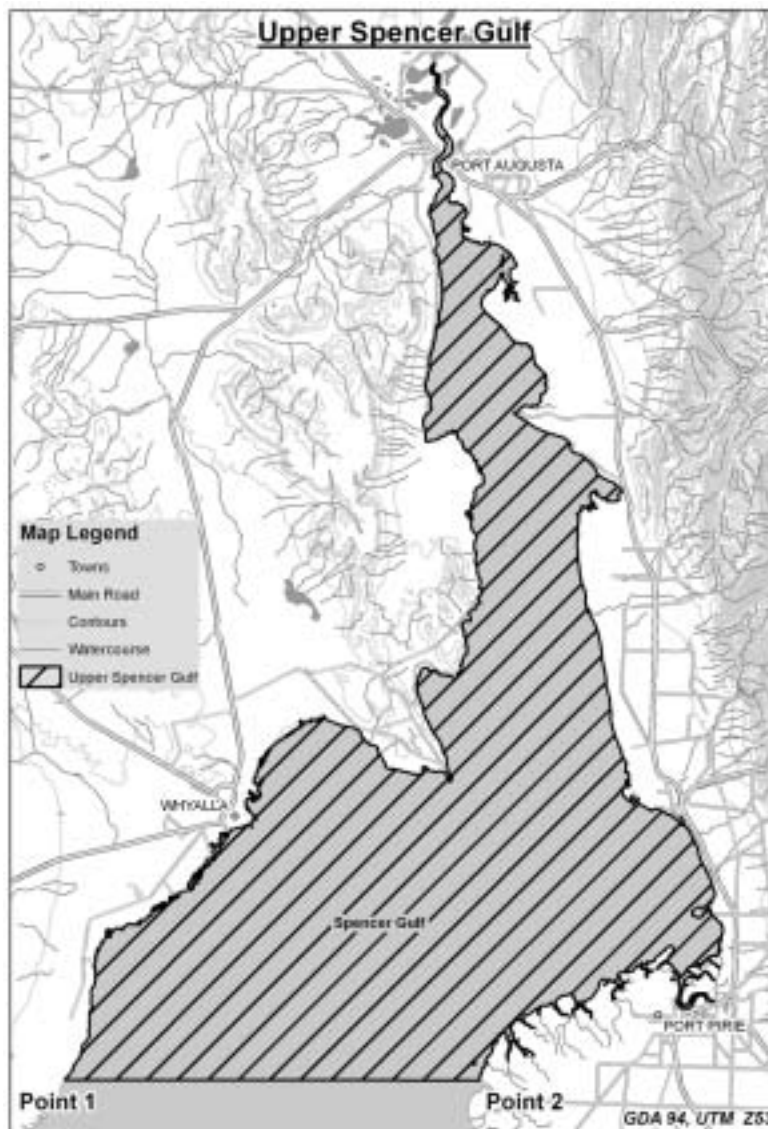 Upper Spencer Gulf
PORT AUGUSTA
Map Legend
Towns
Main Road
Contours
Watercourse
Upper Spencer Gulf
WHYALLA
Spencer Gulf
PORT PIRIE
Point 1
Point 2
GDA 94, UTM Z53